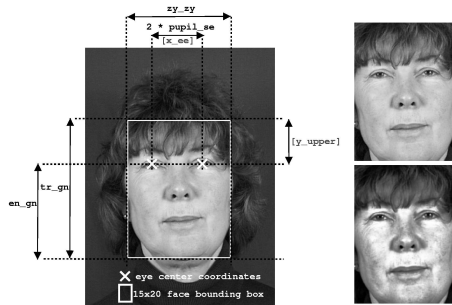 zy_zy
2 * pupil_se
[x_ee]
[y_upper]
tr_gn
en_gn
eye center coordinates
15x20 face bounding box